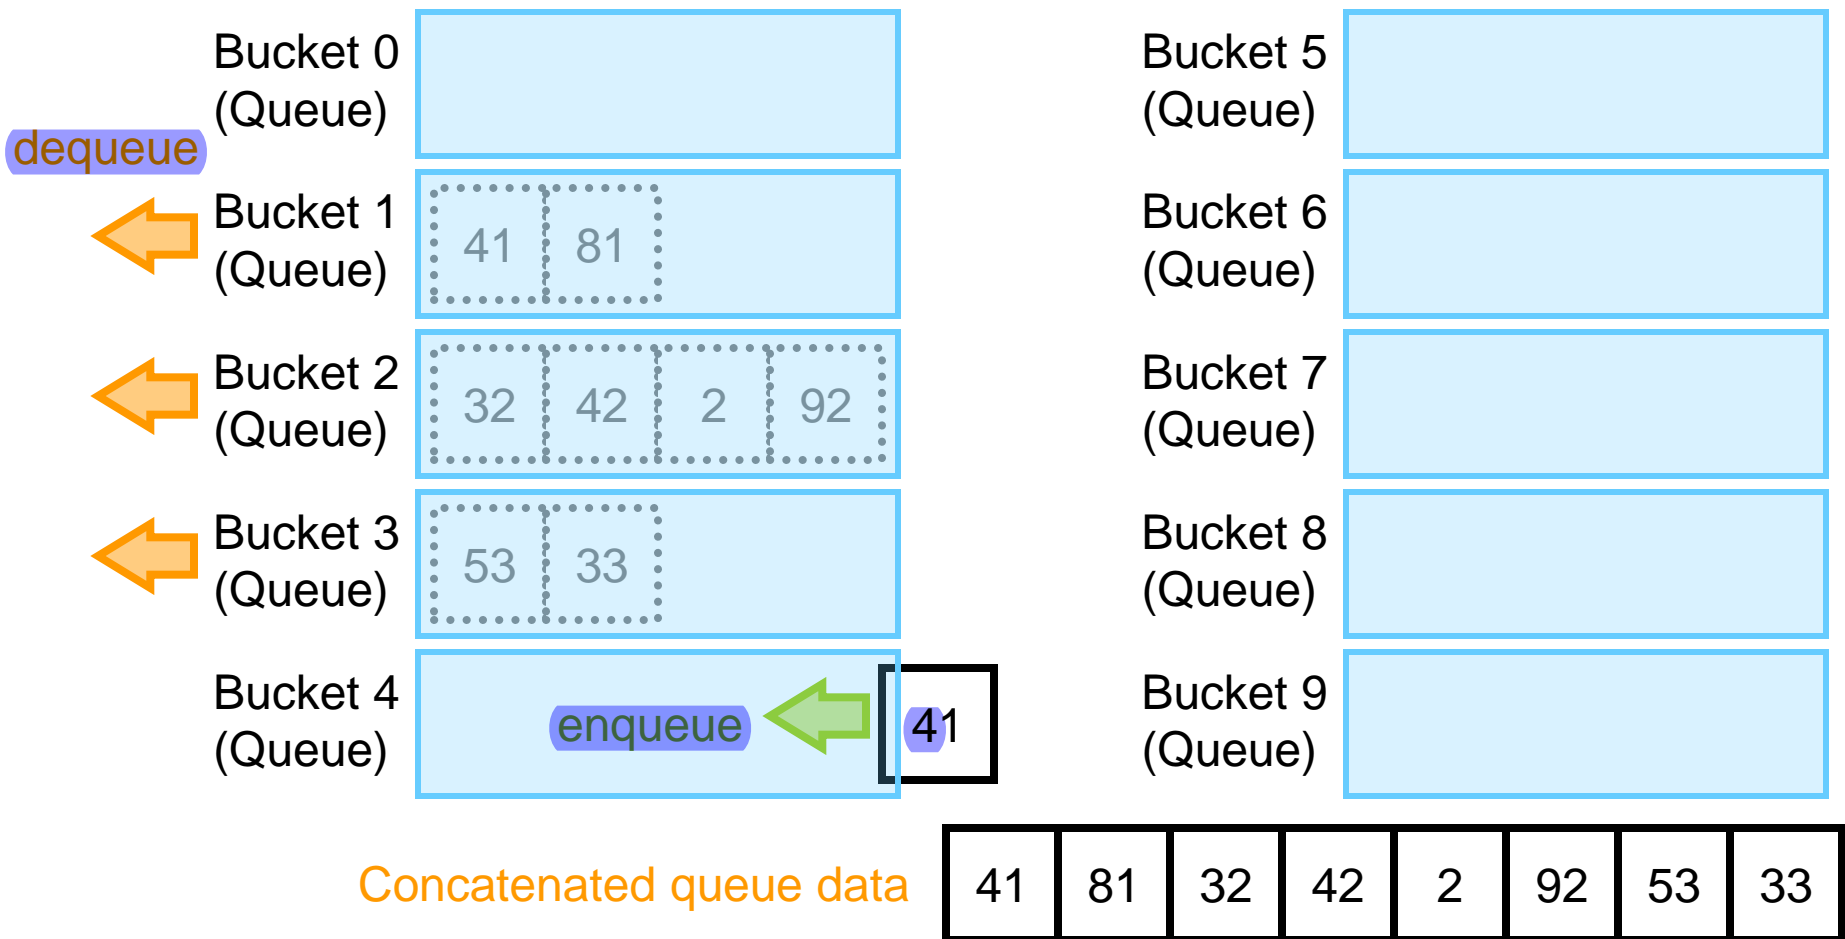 Bucket 0
(Queue)
dequeue
Bucket 1
(Queue)
41 81
Bucket 2
(Queue)
32 42 2 92
Bucket 3
(Queue)
53 33
Bucket 4
(Queue)
enqueue 41
Bucket 5
(Queue)
Bucket 6
(Queue)
Bucket 7
(Queue)
Bucket 8
(Queue)
Bucket 9
(Queue)
Concatenated queue data 41 81 32 42 2 92 53 33